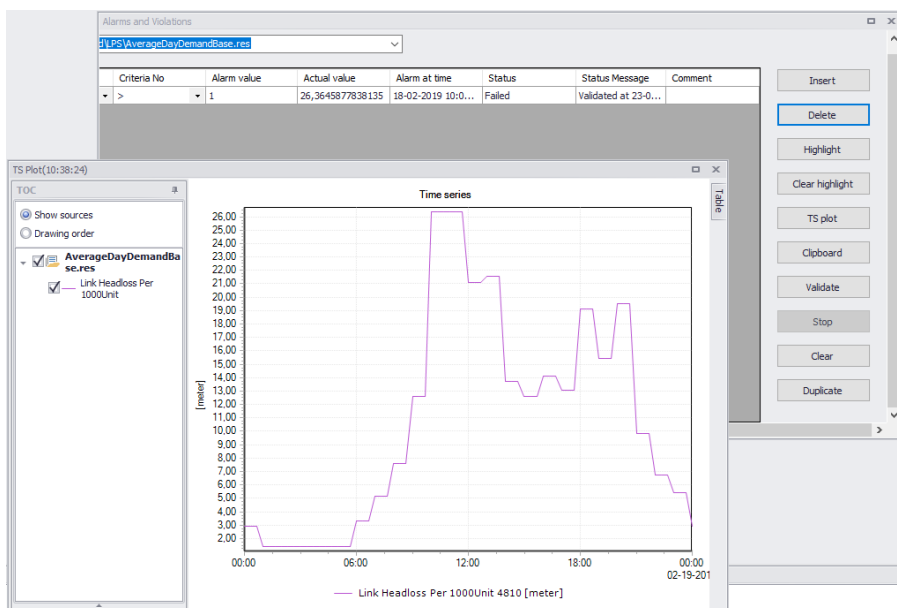 Alarms and Violations
d\LPS\AverageDayDemandBase.res
Criteria No Alarm value Actual value Alarm at time Status Status Message Comment
> 1 26,3645877838135 18-02-2019 10:0... Failed Validated at 23-0...
Insert
Delete
Highlight
Clear highlight
TS plot
Clipboard
Validate
Stop
Clear
Duplicate
TS Plot(10:38:24)
TOC
Show sources
Drawing order
AverageDayDemandBa
se.res
Link Headloss Per
1000Unit
Time series
Table
[meter]
26,00
25,00
24,00
23,00
22,00
21,00
20,00
19,00
18,00
17,00
16,00
15,00
14,00
13,00
12,00
11,00
10,00
9,00
8,00
7,00
6,00
5,00
4,00
3,00
2,00
00:00 06:00 12:00 18:00 00:00
02-19-201
Link Headloss Per 1000Unit 4810 [meter]